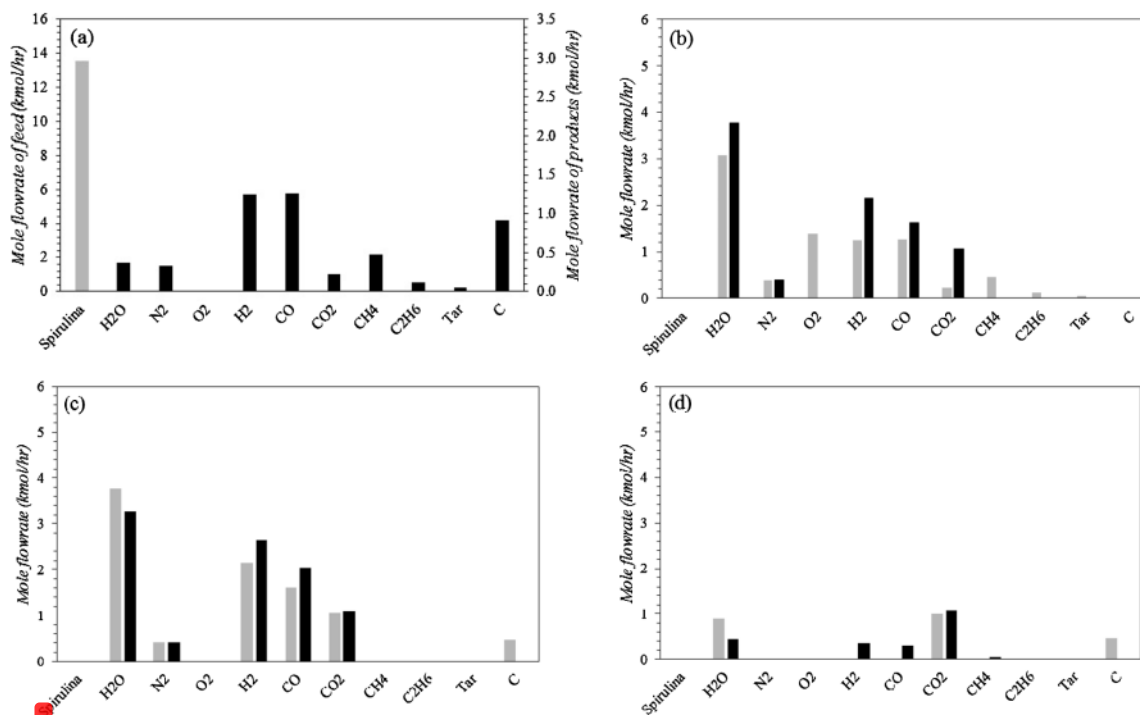 (a)
Mole flowrate of feed (kmol/hr)
16
14
12
10
8
6
4
2
0
3.5
3.0
2.5
2.0
1.5
1.0
0.5
0.0
Mole flowrate of products (kmol/hr)
Spirulina H2O N2 O2 H2 CO CO2 CH4 C2H6 Tar C
(b)
Mole flowrate (kmol/hr)
6
5
4
3
2
1
0
Spirulina H2O N2 O2 H2 CO CO2 CH4 C2H6 Tar C
(c)
Mole flowrate (kmol/hr)
6
5
4
3
2
1
0
Spirulina H2O N2 O2 H2 CO CO2 CH4 C2H6 Tar C
(d)
Mole flowrate (kmol/hr)
6
5
4
3
2
1
0
Spirulina H2O N2 O2 H2 CO CO2 CH4 C2H6 Tar C